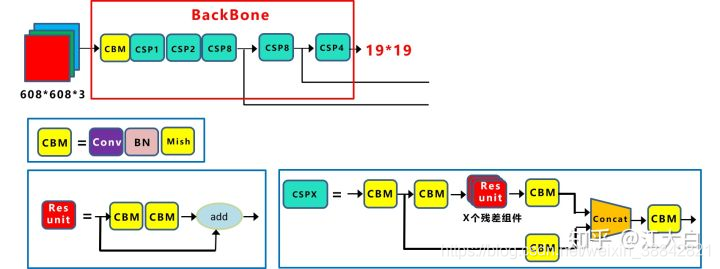 BackBone
CBM CSP1 CSP2 CSP8 CSP8 CSP4 19*19
608*608*3
CBM = Conv BN Mish
Res unit = CBM CBM add
CSPX = CBM CBM Res unit CBM Concat CBM
X个残差组件
CBM
知乎 @江大白